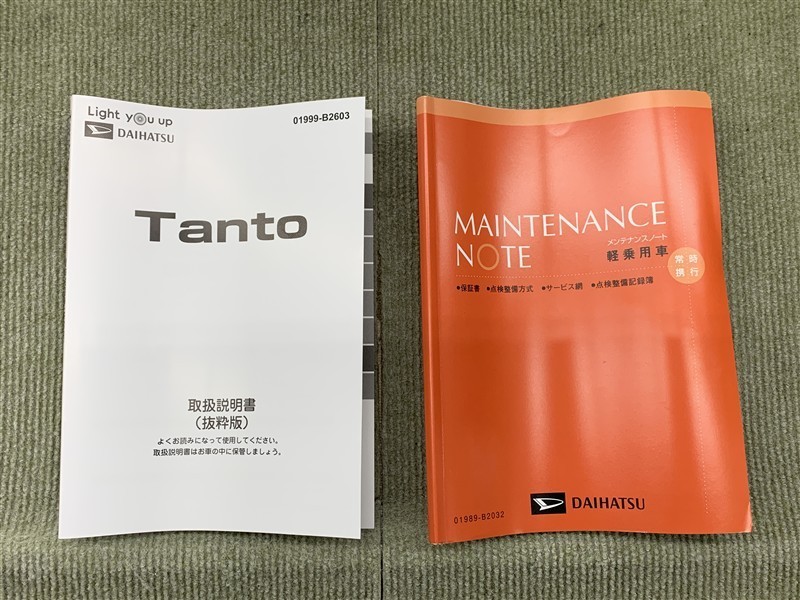 Light you up
DAIHATSU
01999-B2603
Tanto
取扱説明書
（抜粋版）
よくお読みになって使用してください。
取扱説明書はお車の中に保管しましょう。
MAINTENANCE
NOTE
メンテナンスノート
軽乗用車
常時
携行
•保証書 •点検整備方式 •サービス網 •点検整備記録簿
01989-B2032
DAIHATSU